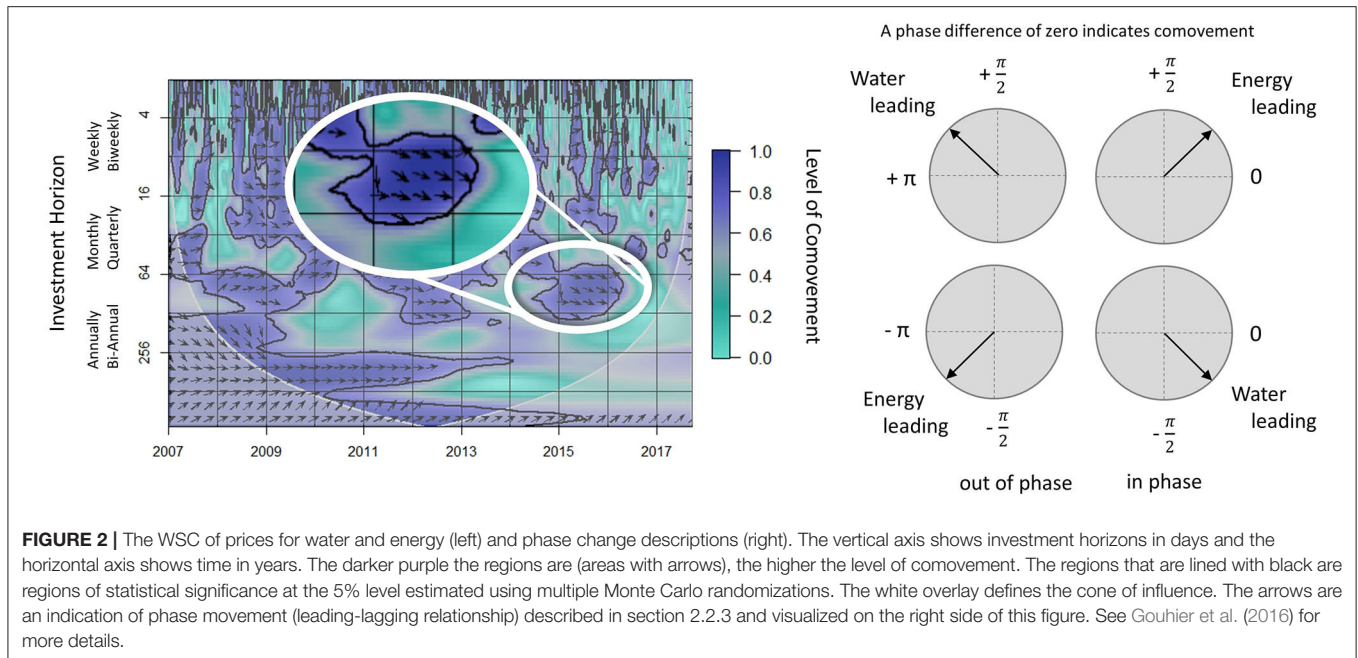 A phase difference of zero indicates comovement
Investment Horizon
Weekly
Biweekly
Monthly
Quarterly
Annually
Bi-Annual
4
16
64
256
2007
2009
2011
2013
2015
2017
1.0
0.8
0.6
0.4
0.2
0.0
Level of Comovement
Water
leading
+ π/2
+ π
+ π/2
Energy
leading
0
- π
Energy
leading
- π/2
0
Water
leading
- π/2
out of phase
in phase
FIGURE 2 | The WSC of prices for water and energy (left) and phase change descriptions (right). The vertical axis shows investment horizons in days and the
horizontal axis shows time in years. The darker purple the regions are (areas with arrows), the higher the level of comovement. The regions that are lined with black are
regions of statistical significance at the 5% level estimated using multiple Monte Carlo randomizations. The white overlay defines the cone of influence. The arrows are
an indication of phase movement (leading-lagging relationship) described in section 2.2.3 and visualized on the right side of this figure. See Gouhier et al. (2016) for
more details.